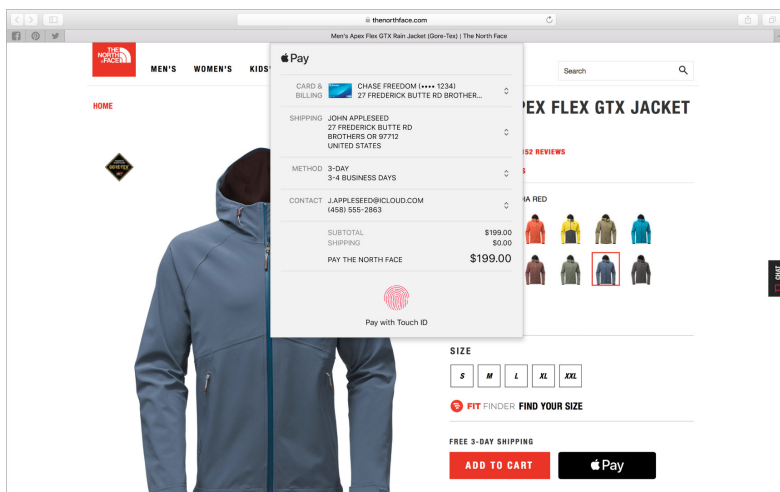 thenorthface.com
Men's Apex Flex GTX Rain Jacket (Gore-Tex) | The North Face
THE
NORTH
FACE
MEN'S WOMEN'S KIDS'
Search
HOME
Pay
CARD & BILLING CHASE FREEDOM (•••• 1234)
27 FREDERICK BUTTE RD BROTHER...
SHIPPING JOHN APPLESEED
27 FREDERICK BUTTE RD
BROTHERS OR 97712
UNITED STATES
METHOD 3-DAY
3-4 BUSINESS DAYS
CONTACT J.APPLESEED@ICLOUD.COM
(458) 555-2863
SUBTOTAL $199.00
SHIPPING $0.00
PAY THE NORTH FACE $199.00
Pay with Touch ID
PEX FLEX GTX JACKET
152 REVIEWS
HA RED
GORE-TEX
CHAT
SIZE
S M L XL XXL
FIT FINDER FIND YOUR SIZE
FREE 3-DAY SHIPPING
ADD TO CART
Pay